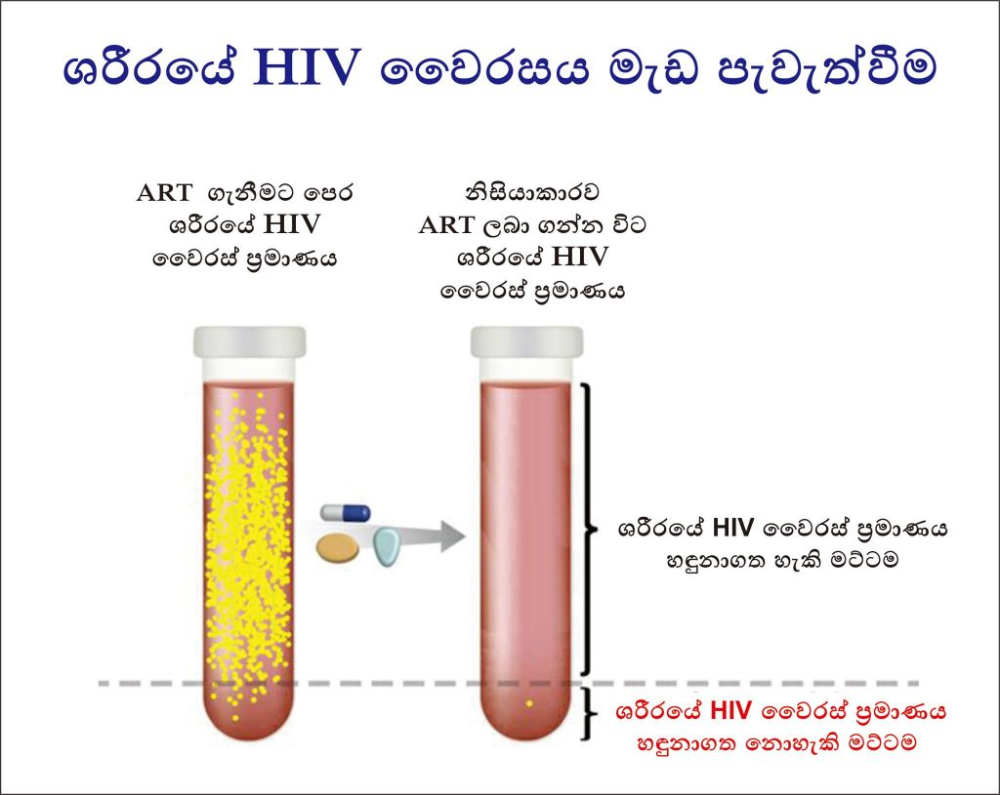 ශරීරයේ HIV වෛරසය මැඩ පැවැත්වීම
ART ගැනීමට පෙර
ශරීරයේ HIV
වෛරස් ප්‍රමාණය
නිසියාකාරව
ART ලබා ගන්න විට
ශරීරයේ HIV
වෛරස් ප්‍රමාණය
ශරීරයේ HIV වෛරස් ප්‍රමාණය
හඳුනාගත හැකි මට්ටම
ශරීරයේ HIV වෛරස් ප්‍රමාණය
හඳුනාගත නොහැකි මට්ටම